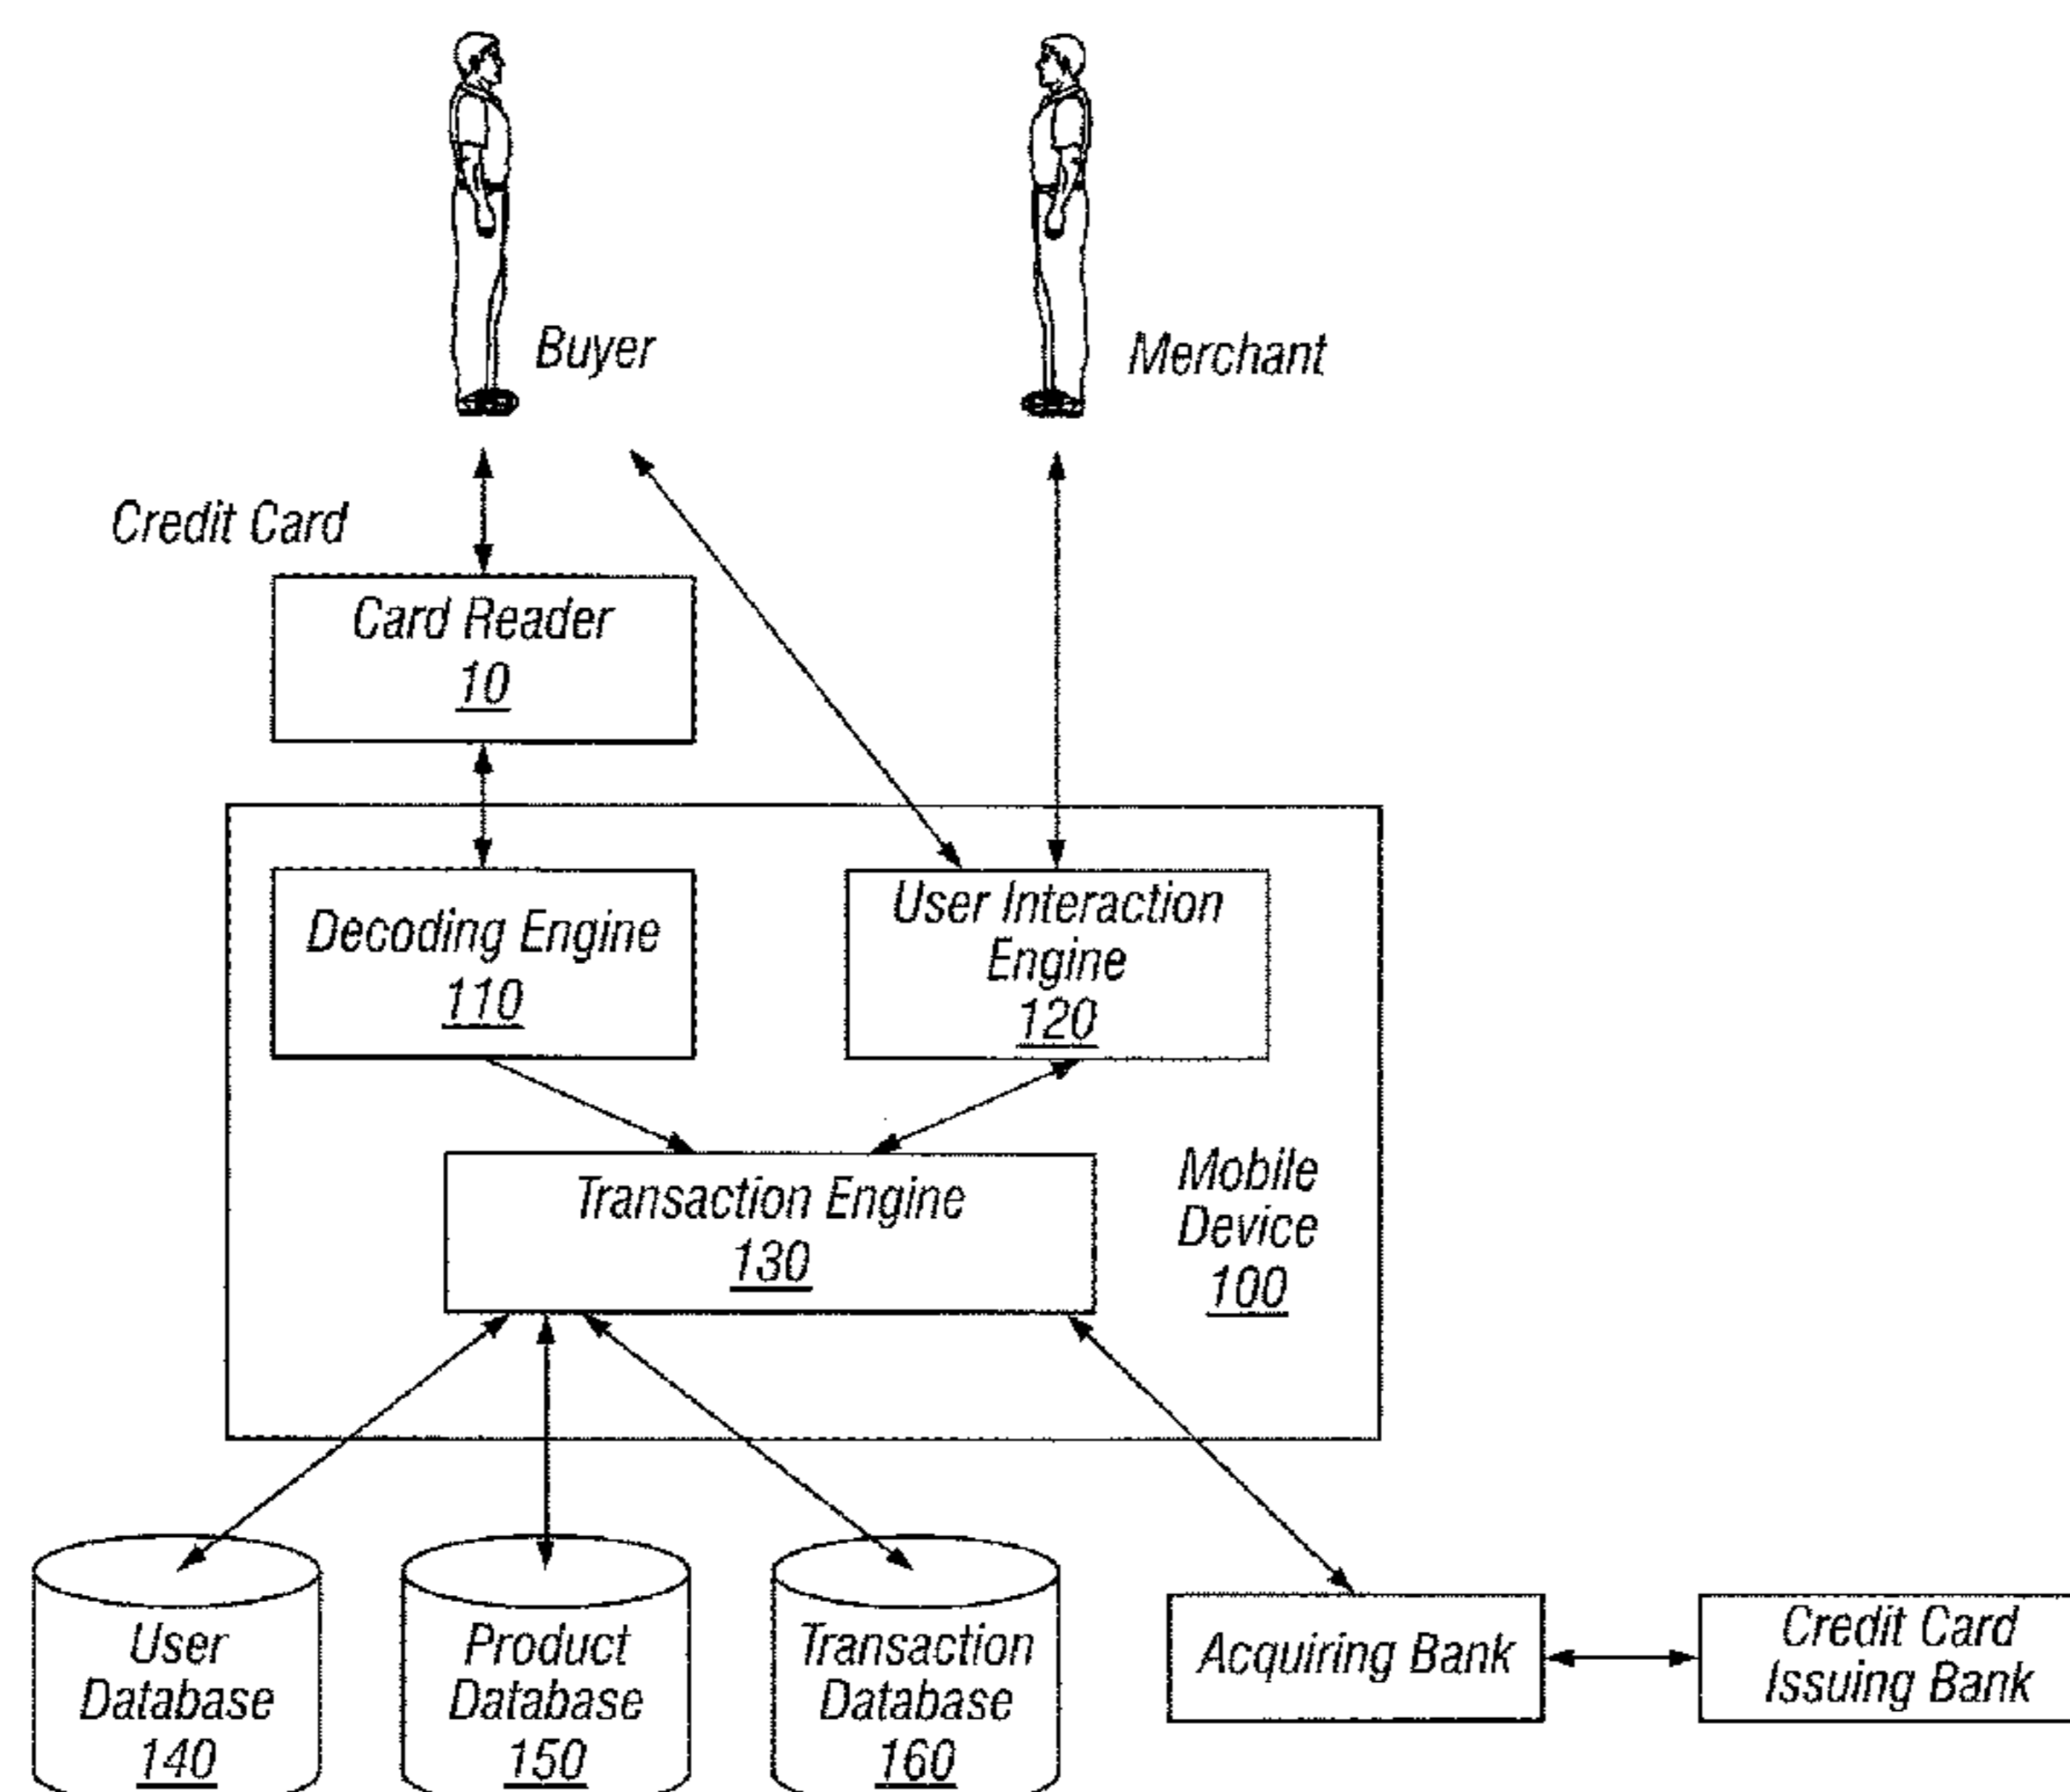 Buyer
Merchant
Credit Card
Card Reader
10
Decoding Engine
110
User Interaction
Engine
120
Transaction Engine
130
Mobile
Device
100
User
Database
140
Product
Database
150
Transaction
Database
160
Acquiring Bank
Credit Card
Issuing Bank